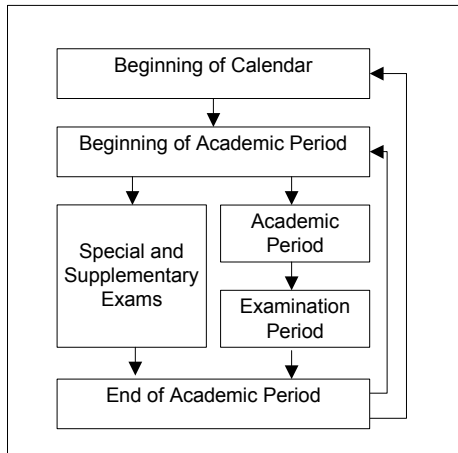 Beginning of Calendar
Beginning of Academic Period
Special and
Supplementary
Exams
Academic
Period
Examination
Period
End of Academic Period